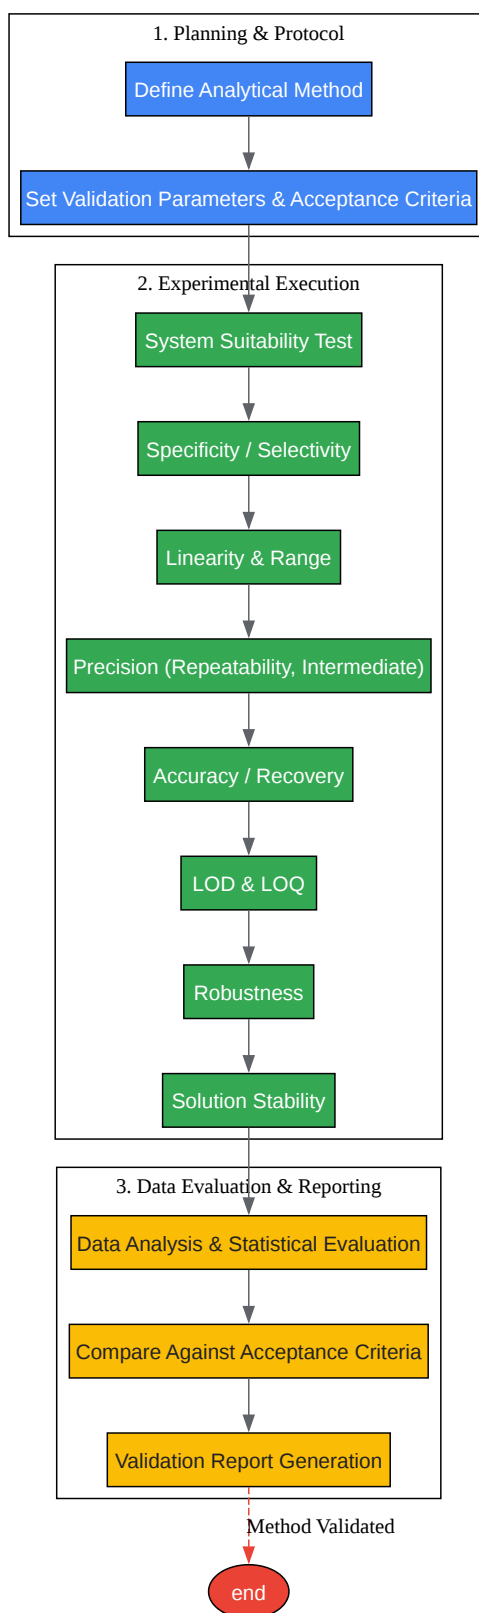 1. Planning & Protocol
Define Analytical Method
Set Validation Parameters & Acceptance Criteria
2. Experimental Execution
System Suitability Test
Specificity / Selectivity
Linearity & Range
Precision (Repeatability, Intermediate)
Accuracy / Recovery
LOD & LOQ
Robustness
Solution Stability
3. Data Evaluation & Reporting
Data Analysis & Statistical Evaluation
Compare Against Acceptance Criteria
Validation Report Generation
Method Validated
end